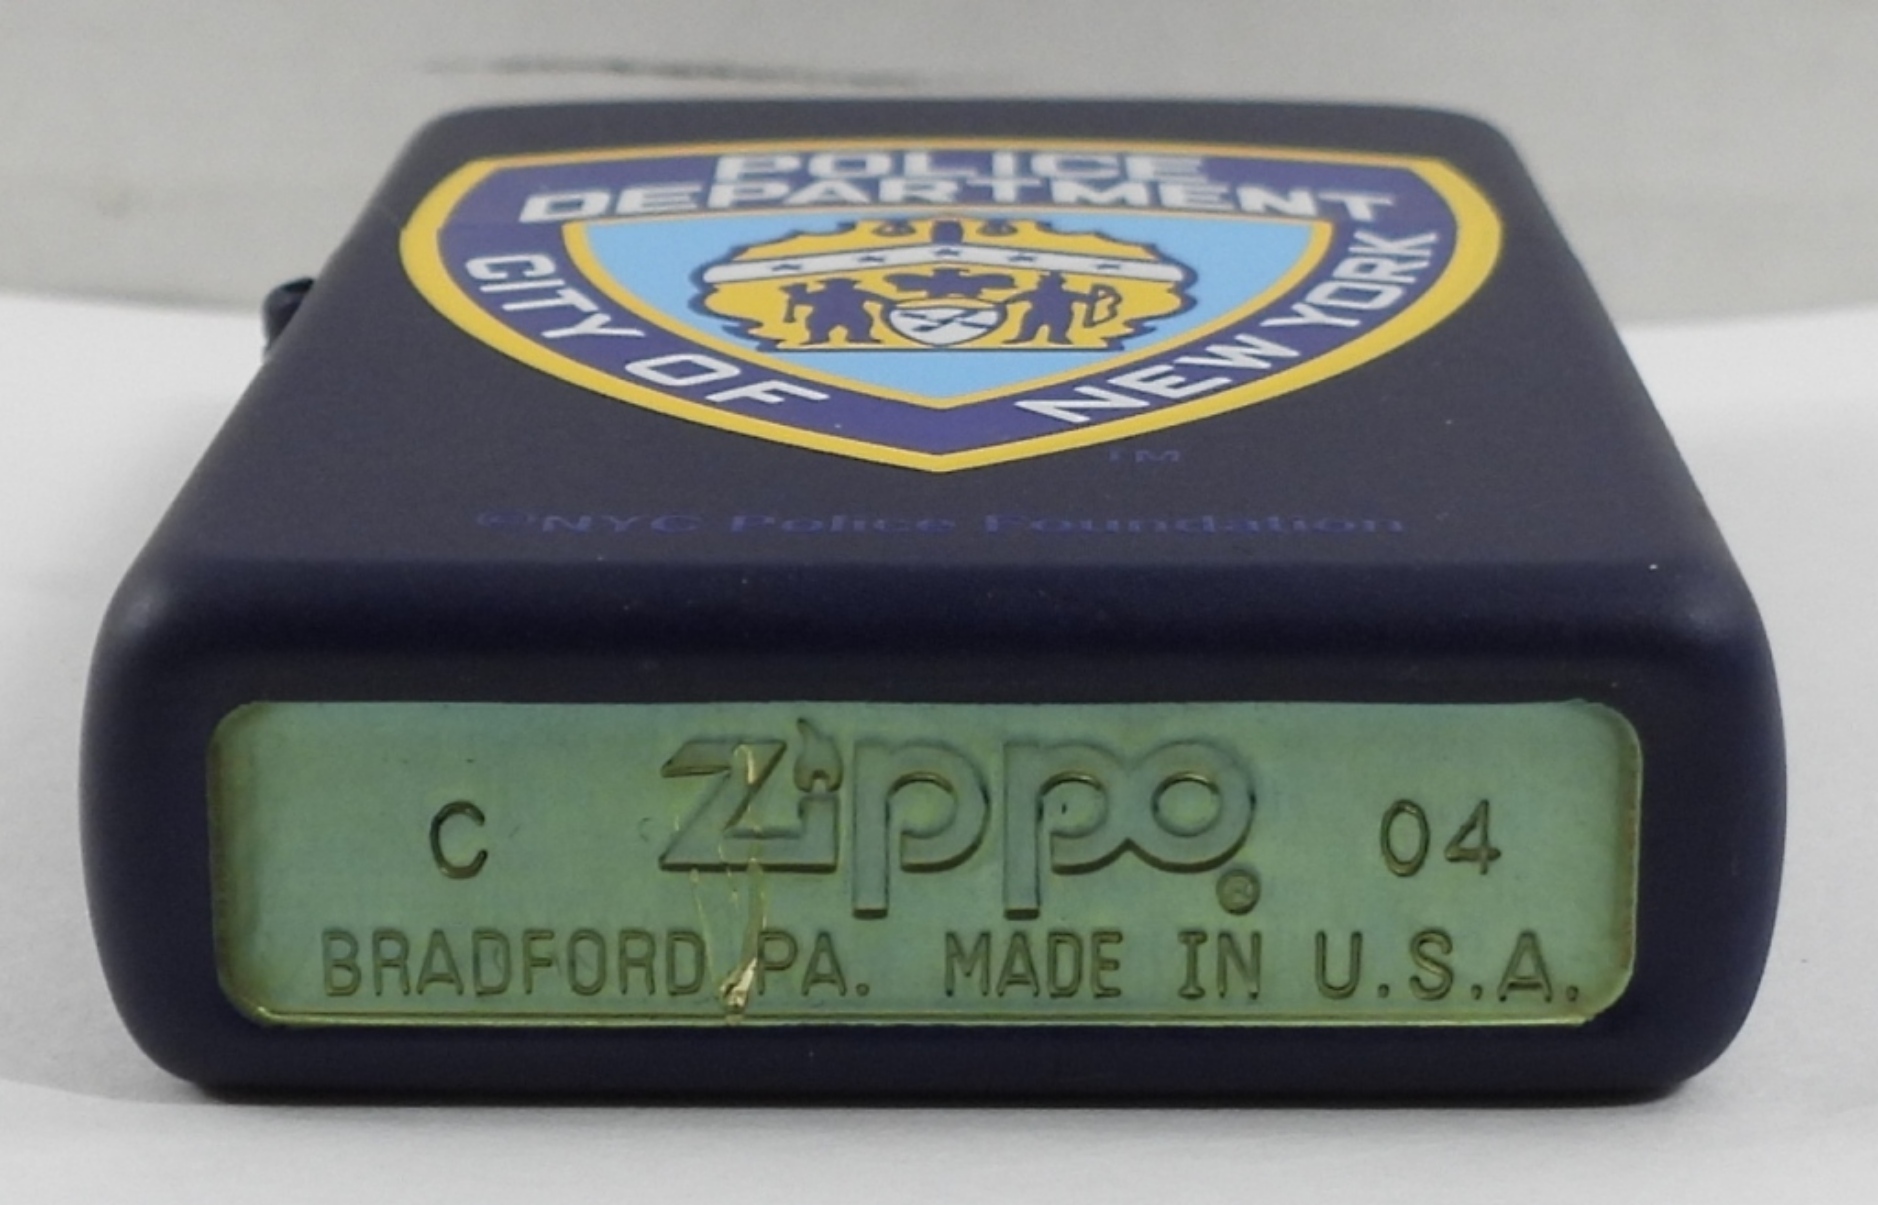 POLICE
DEPARTMENT
CITY OF NEW YORK
™
©NYC Police Foundation
C Zippo® 04
BRADFORD PA. MADE IN U.S.A.